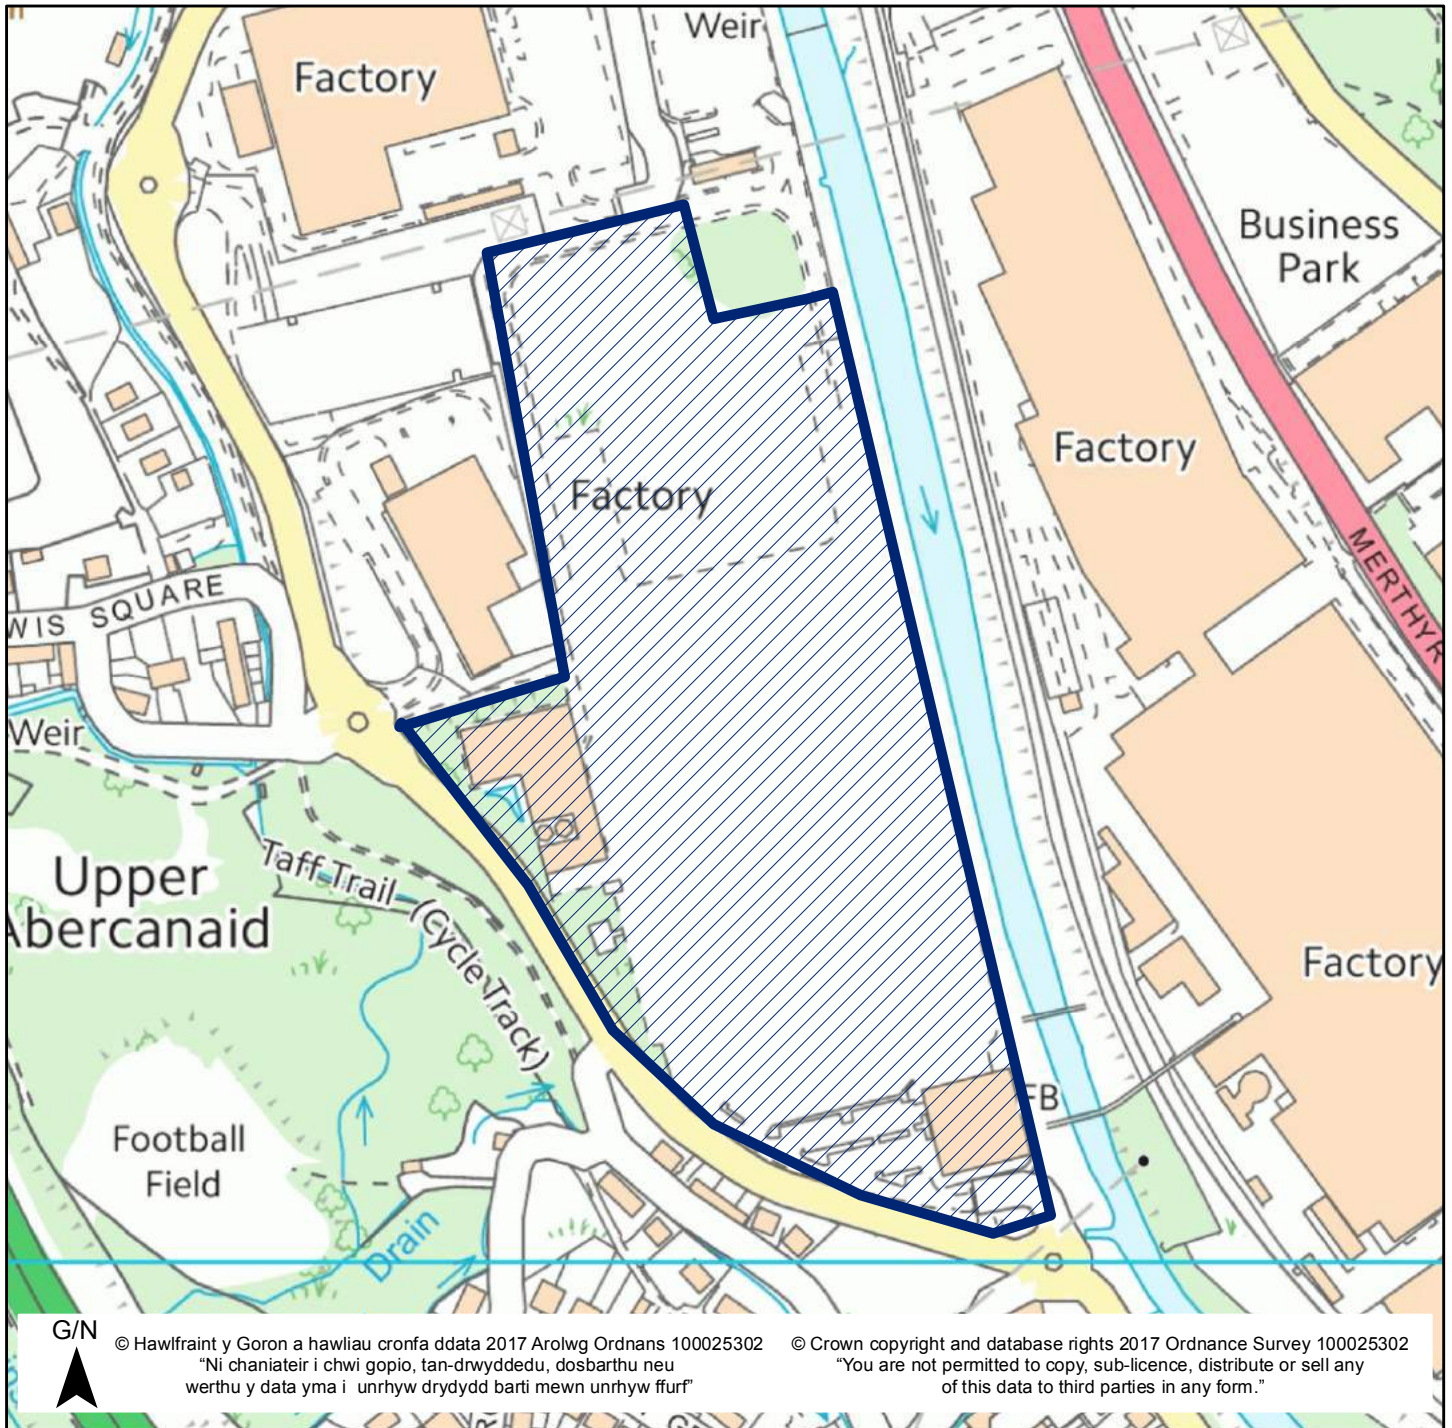 Weir
Factory
Business
Park
Factory
Factory
MERTHYR
WIS SQUARE
Weir
Upper
Abercanaid
Taff Trail (Cycle Track)
Factory
FB
Football
Field
Drain
G/N
© Hawlfraint y Goron a hawliau cronfa ddata 2017 Arolwg Ordnans 100025302
“Ni chaniateir i chwi gopio, tan-drwyddedu, dosbarthu neu
werthu y data yma i unrhyw drydydd barti mewn unrhyw ffurf”
© Crown copyright and database rights 2017 Ordnance Survey 100025302
“You are not permitted to copy, sub-licence, distribute or sell any
of this data to third parties in any form.”